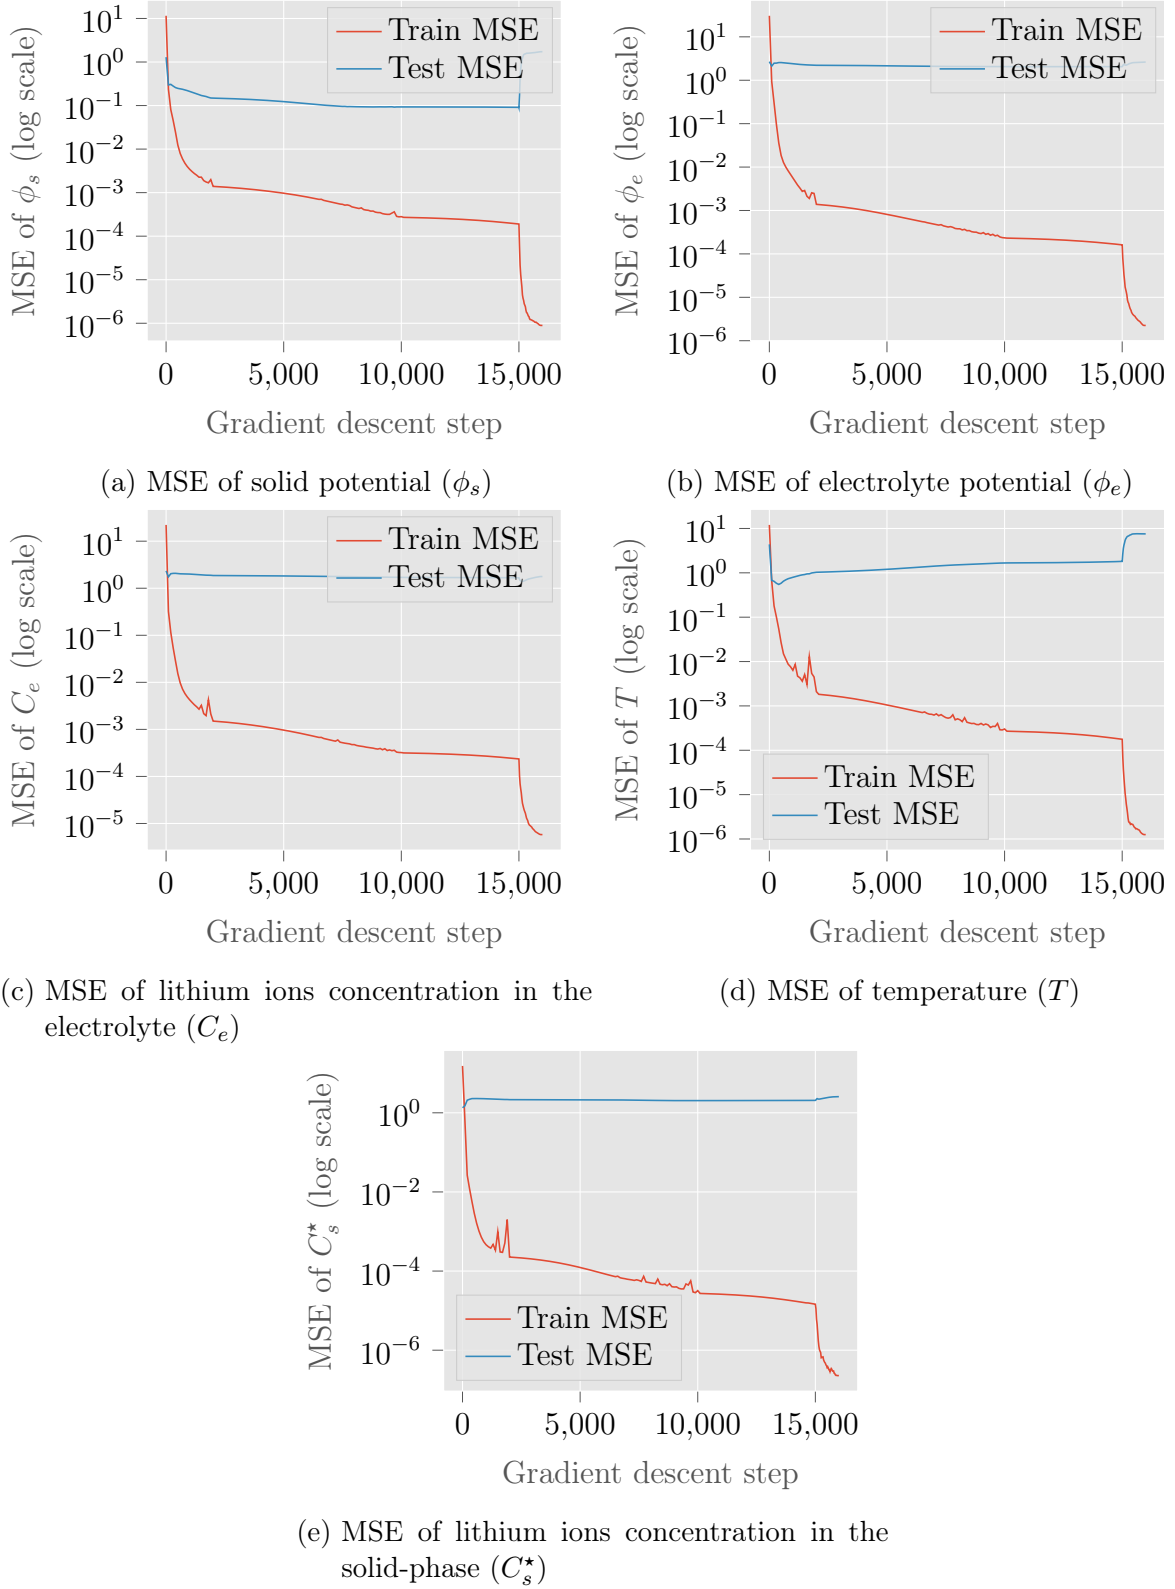 MSE of ϕ_s (log scale)
10^1
10^0
10^−1
10^−2
10^−3
10^−4
10^−5
10^−6
Train MSE
Test MSE
0 5,000 10,000 15,000
Gradient descent step
(a) MSE of solid potential (ϕ_s)
MSE of ϕ_e (log scale)
10^1
10^0
10^−1
10^−2
10^−3
10^−4
10^−5
10^−6
Train MSE
Test MSE
0 5,000 10,000 15,000
Gradient descent step
(b) MSE of electrolyte potential (ϕ_e)
MSE of C_e (log scale)
10^1
10^0
10^−1
10^−2
10^−3
10^−4
10^−5
Train MSE
Test MSE
0 5,000 10,000 15,000
Gradient descent step
(c) MSE of lithium ions concentration in the
electrolyte (C_e)
MSE of T (log scale)
10^1
10^0
10^−1
10^−2
10^−3
10^−4
10^−5
10^−6
Train MSE
Test MSE
0 5,000 10,000 15,000
Gradient descent step
(d) MSE of temperature (T)
MSE of C_s^⋆ (log scale)
10^0
10^−2
10^−4
10^−6
Train MSE
Test MSE
0 5,000 10,000 15,000
Gradient descent step
(e) MSE of lithium ions concentration in the
solid-phase (C_s^⋆)